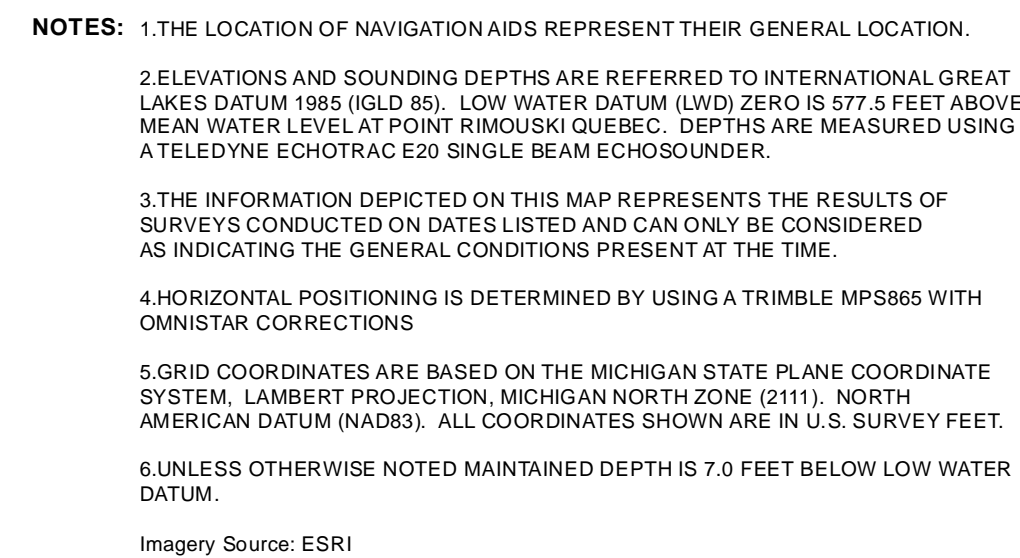 NOTES: 1.THE LOCATION OF NAVIGATION AIDS REPRESENT THEIR GENERAL LOCATION.
2.ELEVATIONS AND SOUNDING DEPTHS ARE REFERRED TO INTERNATIONAL GREAT
LAKES DATUM 1985 (IGLD 85). LOW WATER DATUM (LWD) ZERO IS 577.5 FEET ABOVE
MEAN WATER LEVEL AT POINT RIMOUSKI QUEBEC. DEPTHS ARE MEASURED USING
A TELEDYNE ECHOTRAC E20 SINGLE BEAM ECHOSOUNDER.
3.THE INFORMATION DEPICTED ON THIS MAP REPRESENTS THE RESULTS OF
SURVEYS CONDUCTED ON DATES LISTED AND CAN ONLY BE CONSIDERED
AS INDICATING THE GENERAL CONDITIONS PRESENT AT THE TIME.
4.HORIZONTAL POSITIONING IS DETERMINED BY USING A TRIMBLE MPS865 WITH
OMNISTAR CORRECTIONS
5.GRID COORDINATES ARE BASED ON THE MICHIGAN STATE PLANE COORDINATE
SYSTEM, LAMBERT PROJECTION, MICHIGAN NORTH ZONE (2111). NORTH
AMERICAN DATUM (NAD83). ALL COORDINATES SHOWN ARE IN U.S. SURVEY FEET.
6.UNLESS OTHERWISE NOTED MAINTAINED DEPTH IS 7.0 FEET BELOW LOW WATER
DATUM.
Imagery Source: ESRI